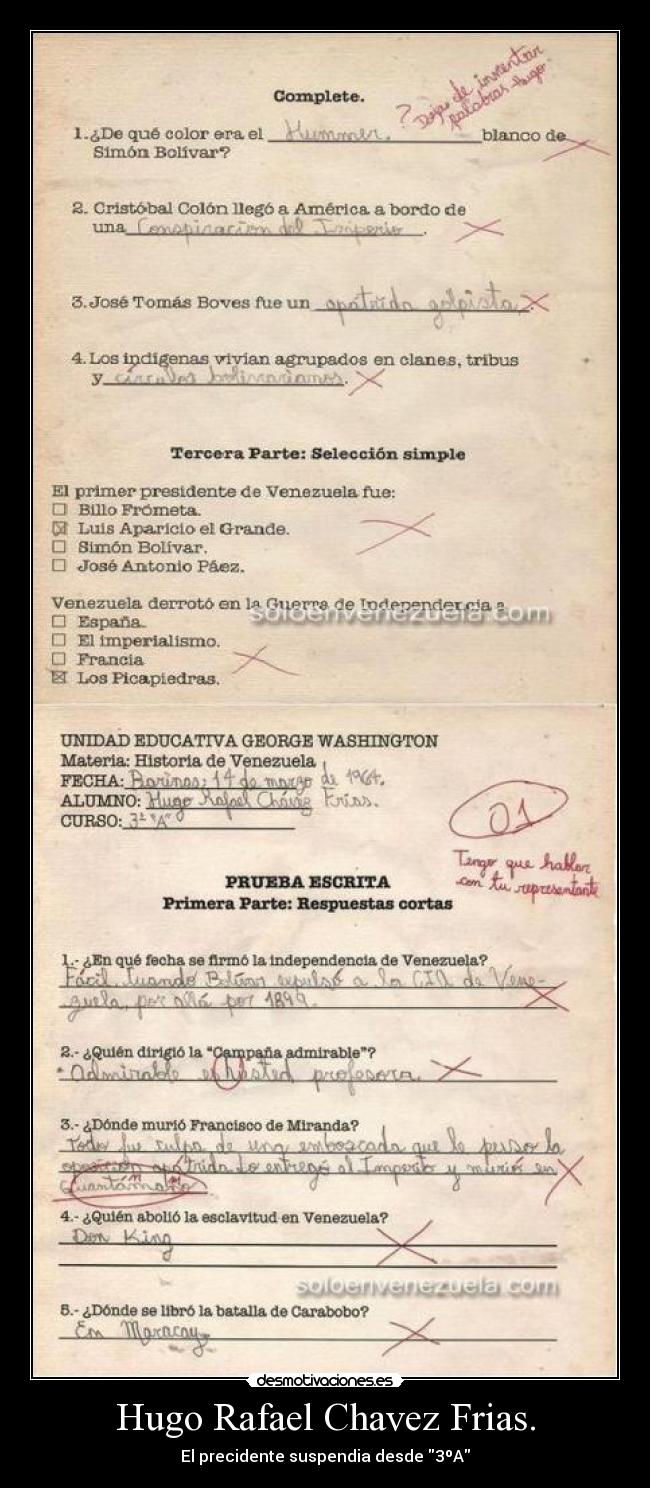 ? Dejas de inventar
palabras hugo
Complete.
1.¿De qué color era el Hummer. blanco de
Simón Bolívar?
2. Cristóbal Colón llegó a América a bordo de
una Conspiracion del Imperio.
3. José Tomás Boves fue un apátrida golpista.
4. Los indígenas vivian agrupados en clanes, tribus
y circulos bolivarianos.
Tercera Parte: Selección simple
El primer presidente de Venezuela fue:
Billo Frómeta.
Luis Aparicio el Grande.
Simón Bolívar.
José Antonio Páez.
Venezuela derrotó en la Guerra de Independencia a
soloenvenezuela.com
España.
El imperialismo.
Francia
Los Picapiedras.
UNIDAD EDUCATIVA GEORGE WASHINGTON
Materia: Historia de Venezuela
FECHA: Barinas, 14 de marzo de 1964.
ALUMNO: Hugo Rafael Chávez Frías.
CURSO: 3º "A"
01
Tengo que hablar
con tu representante
PRUEBA ESCRITA
Primera Parte: Respuestas cortas
1.- ¿En qué fecha se firmó la independencia de Venezuela?
Fácil. Cuando Bolívar expulsó a la CIA de Vene-
zuela, por allá por 1899.
2.- ¿Quién dirigió la "Campaña admirable"?
Admirable es husted profesora.
3.- ¿Dónde murió Francisco de Miranda?
Todo fue culpa de una emboscada que le puso la
oposición apátrida. Lo entregó al Imperio y murió en
Guantánamo
4.- ¿Quién abolió la esclavitud en Venezuela?
Don King
soloenvenezuela.com
5.- ¿Dónde se libró la batalla de Carabobo?
En Maracay
desmotivaciones.es
Hugo Rafael Chavez Frias.
El precidente suspendia desde "3ºA"